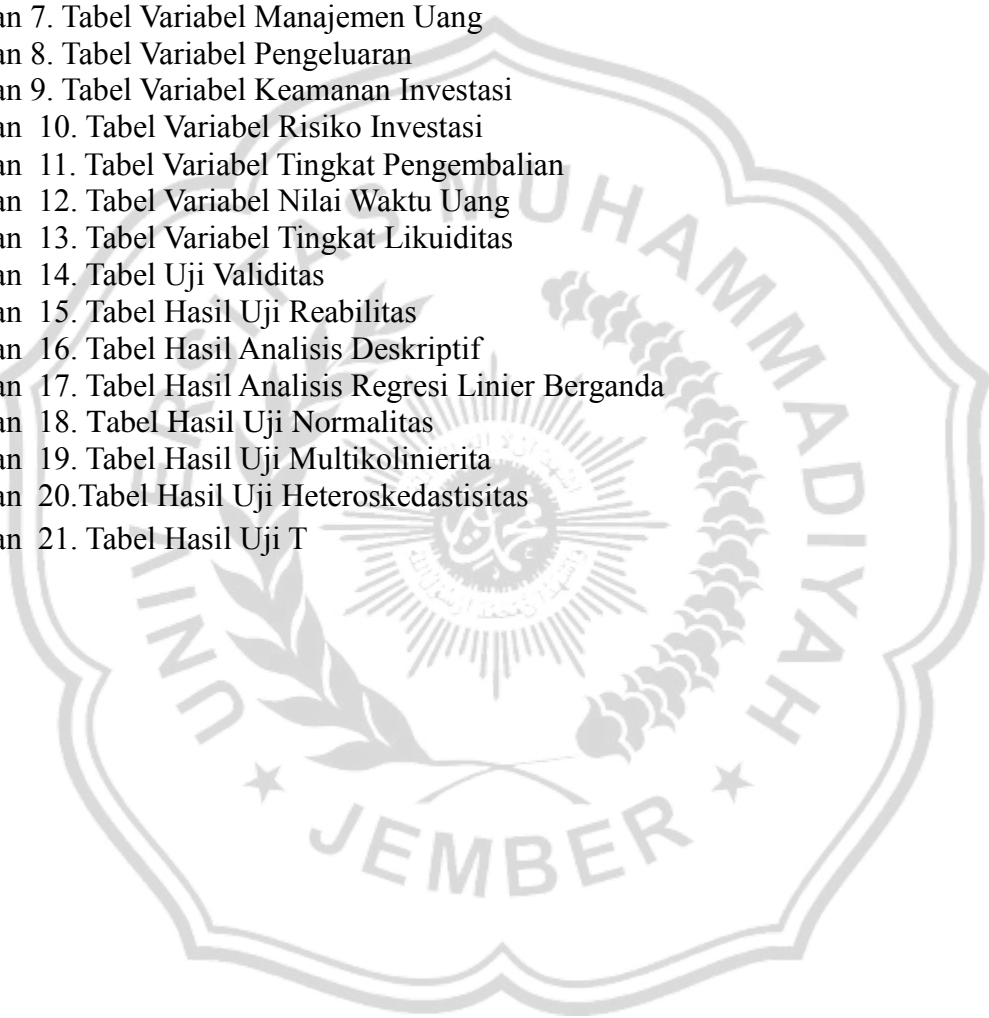 an 7. Tabel Variabel Manajemen Uang
an 8. Tabel Variabel Pengeluaran
an 9. Tabel Variabel Keamanan Investasi
an 10. Tabel Variabel Risiko Investasi
an 11. Tabel Variabel Tingkat Pengembalian
an 12. Tabel Variabel Nilai Waktu Uang
an 13. Tabel Variabel Tingkat Likuiditas
an 14. Tabel Uji Validitas
an 15. Tabel Hasil Uji Reabilitas
an 16. Tabel Hasil Analisis Deskriptif
an 17. Tabel Hasil Analisis Regresi Linier Berganda
an 18. Tabel Hasil Uji Normalitas
an 19. Tabel Hasil Uji Multikolinierita
an 20.Tabel Hasil Uji Heteroskedastisitas
an 21. Tabel Hasil Uji T
UNIVERSITAS MUHAMMADIYAH
JEMBER